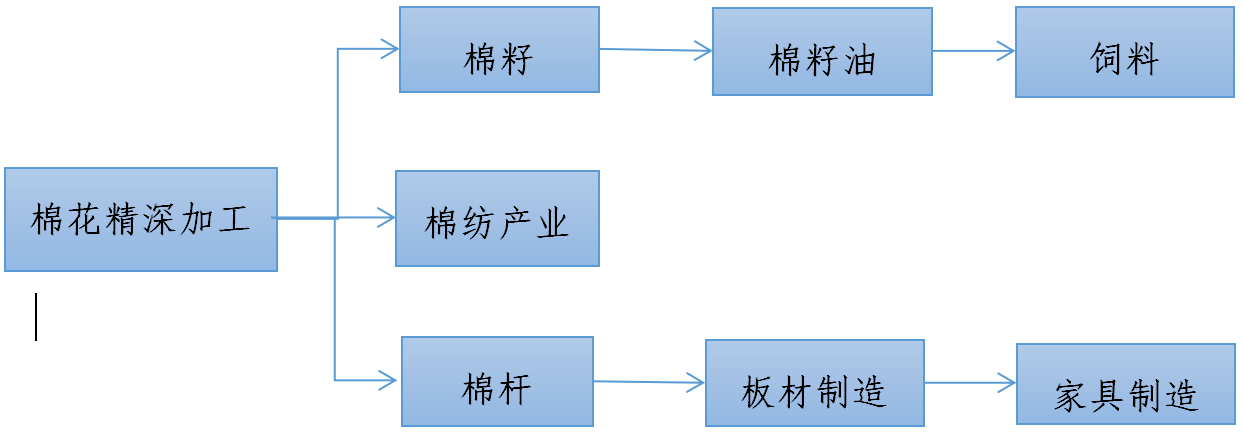 棉籽
棉籽油
饲料
棉花精深加工
棉纺产业
棉杆
板材制造
家具制造